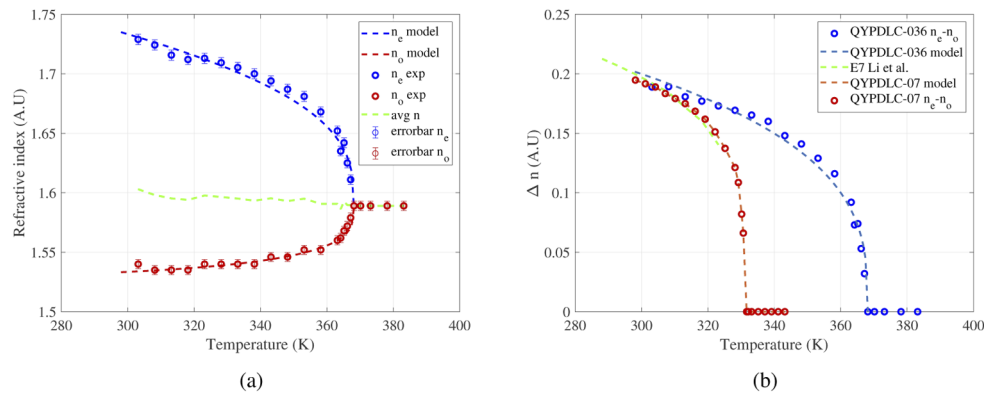 1.75
1.7
1.65
1.6
1.55
1.5
Refractive index (A.U)
280
300
320
340
360
380
400
Temperature (K)
n_e model
n_o model
n_e exp
n_o exp
avg n
errorbar n_e
errorbar n_o
(a)
0.25
0.2
0.15
0.1
0.05
0
Δ n (A.U)
280
300
320
340
360
380
400
Temperature (K)
QYPDLC-036 n_e-n_o
QYPDLC-036 model
E7 Li et al.
QYPDLC-07 model
QYPDLC-07 n_e-n_o
(b)